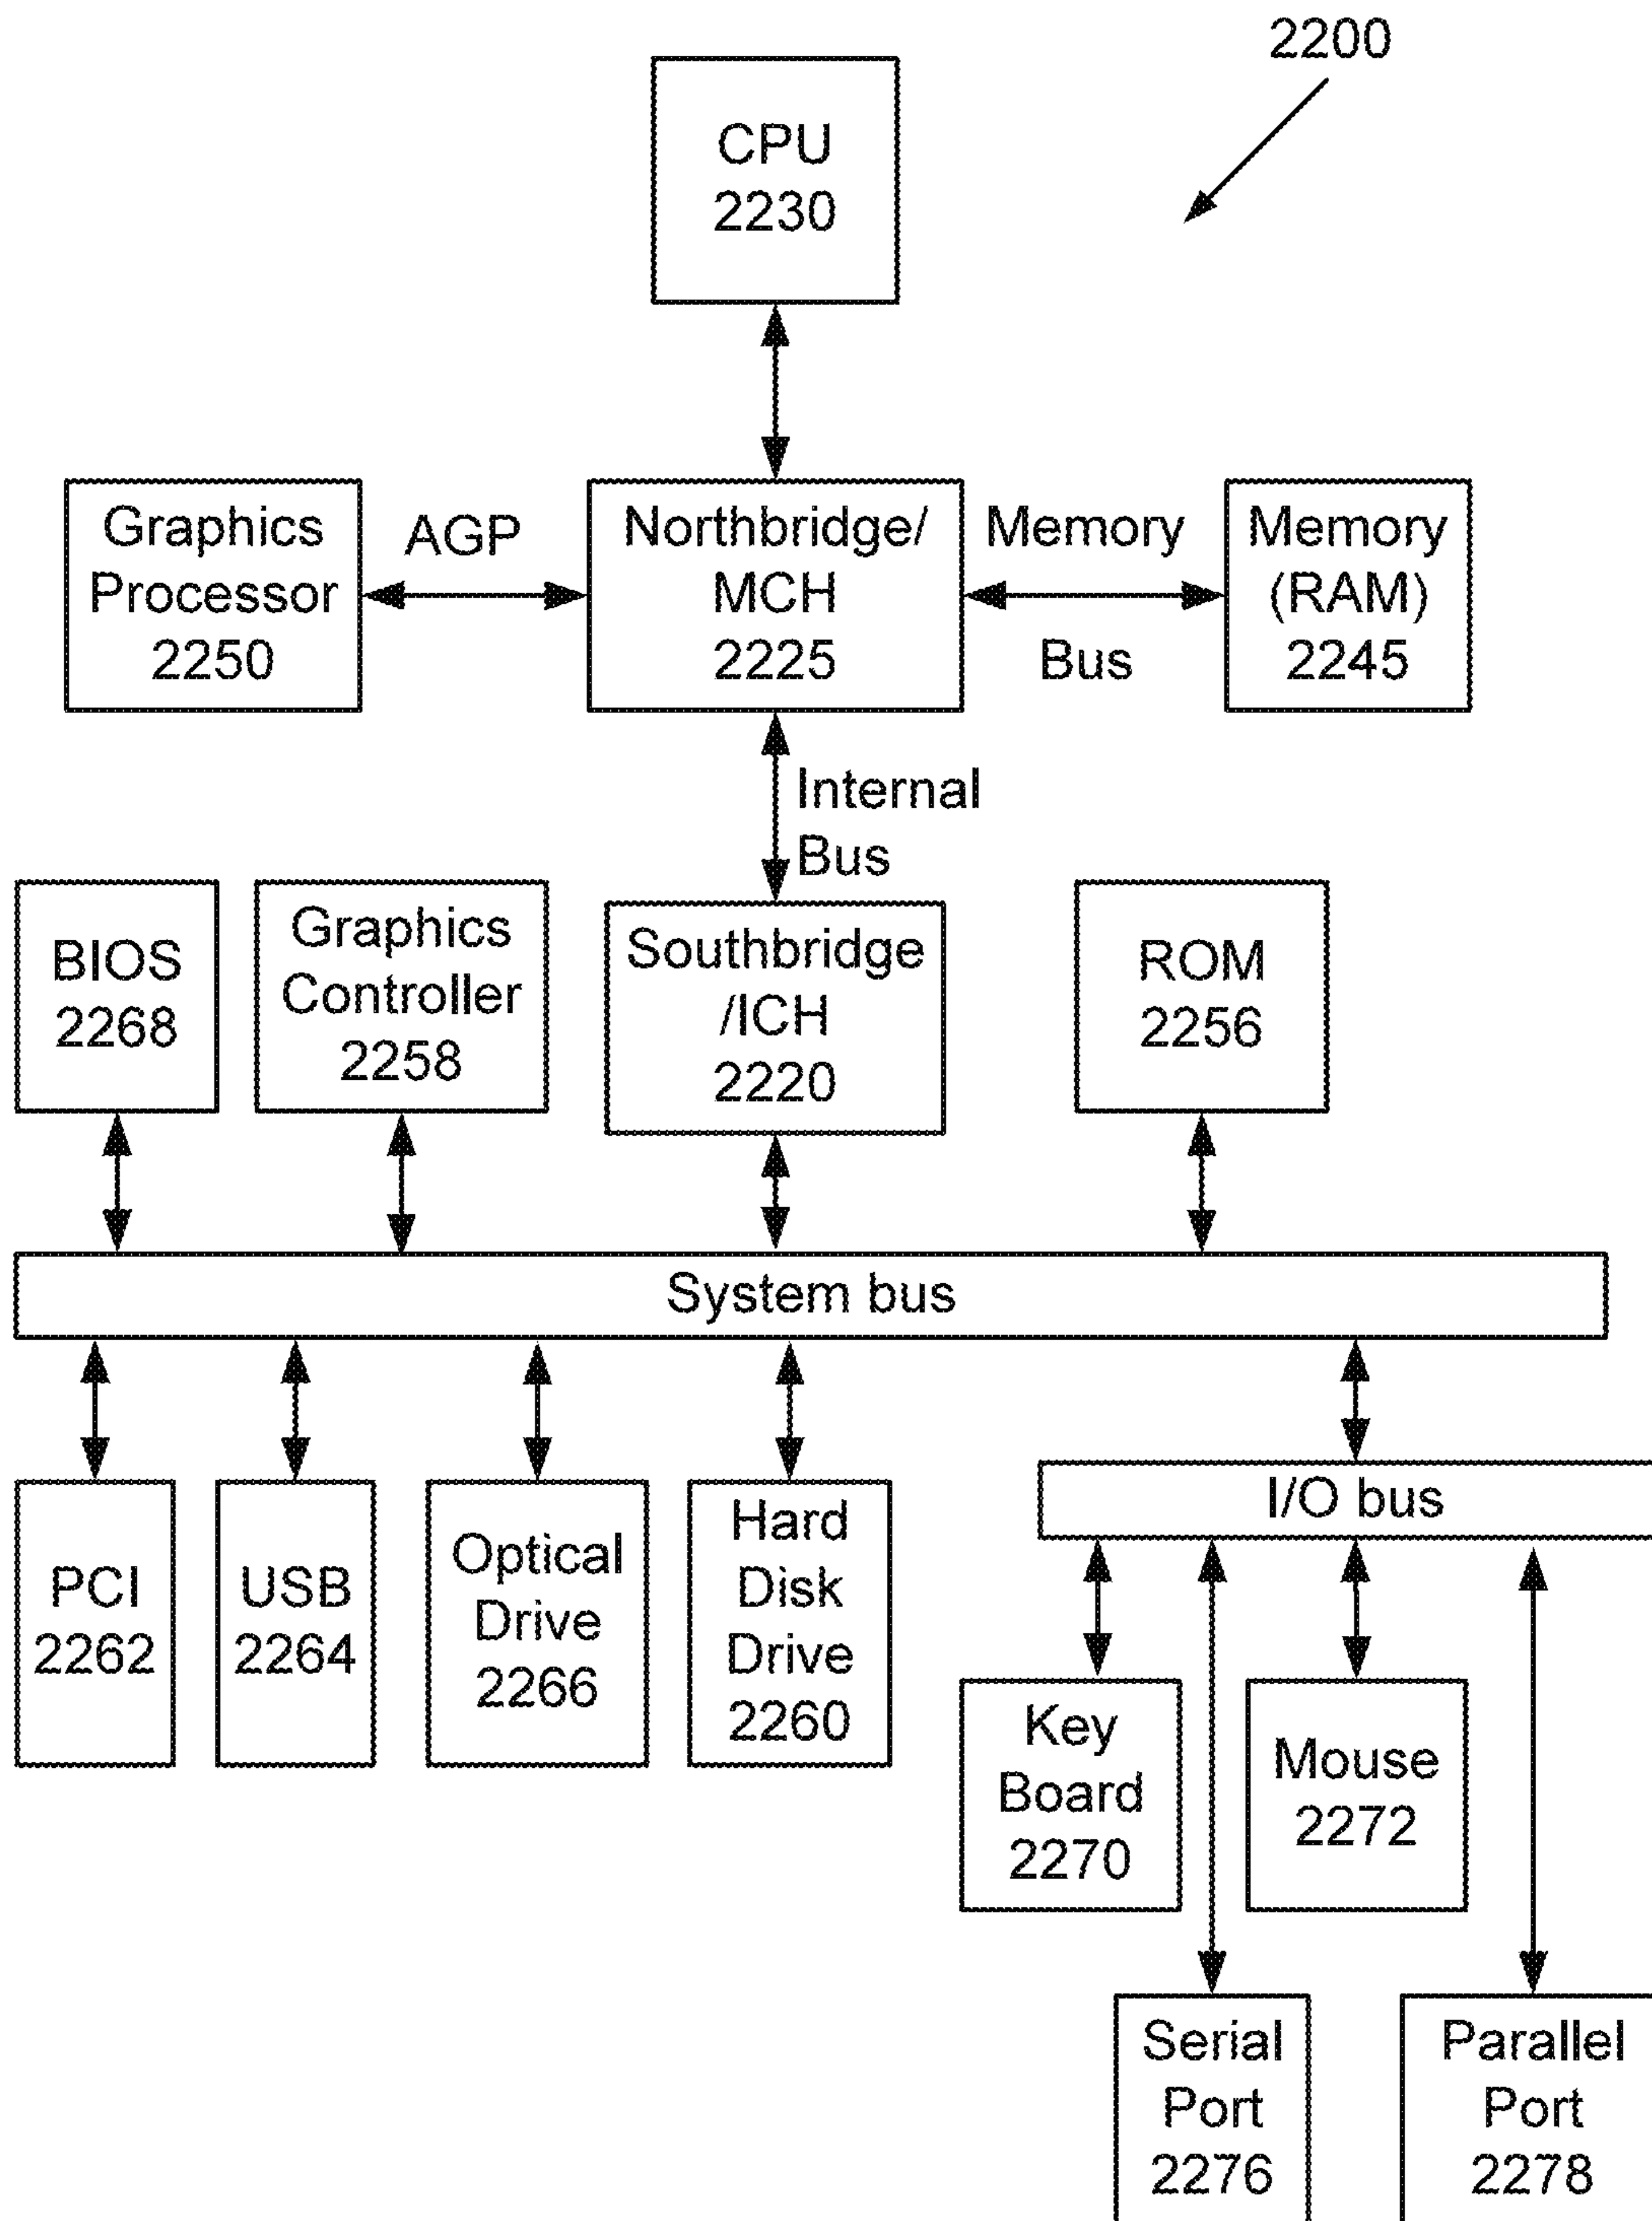 2200
CPU
2230
Graphics
Processor
2250
AGP
Northbridge/
MCH
2225
Memory
Bus
Memory
(RAM)
2245
Internal
Bus
BIOS
2268
Graphics
Controller
2258
Southbridge
/ICH
2220
ROM
2256
System bus
PCI
2262
USB
2264
Optical
Drive
2266
Hard
Disk
Drive
2260
I/O bus
Key
Board
2270
Mouse
2272
Serial
Port
2276
Parallel
Port
2278